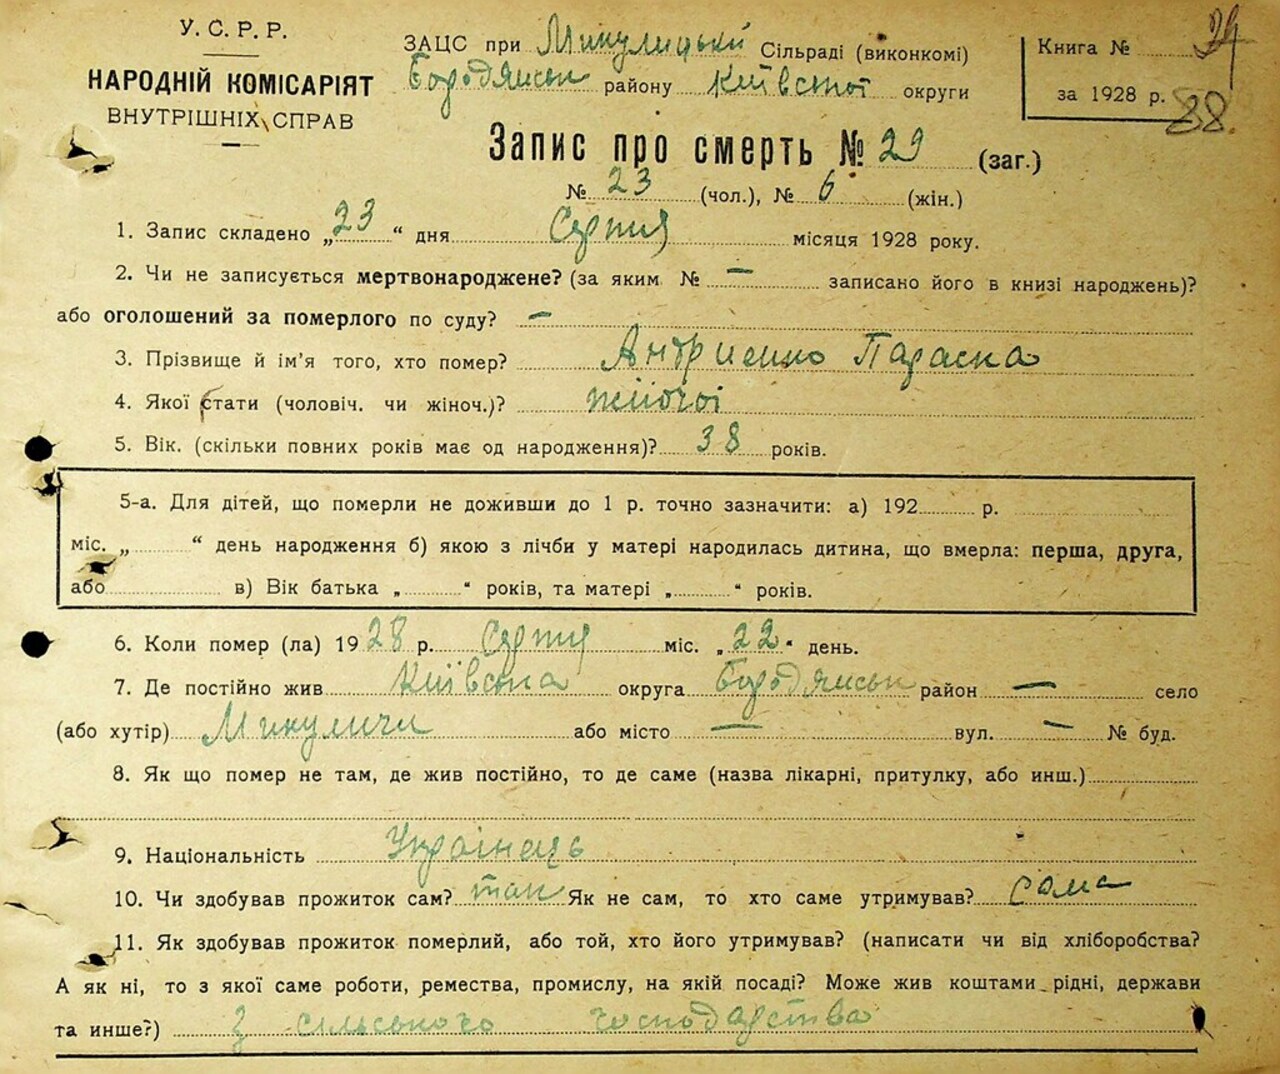 У. С. Р. Р.
НАРОДНІЙ КОМІСАРІЯТ
ВНУТРІШНІХ СПРАВ
ЗАЦС при Микулицькій Сільраді (виконкомі)
Бородянськ району Київської округи
Книга № 24
за 1928 р. 88
Запис про смерть № 29 (заг.)
№ 23 (чол.), № 6 (жін.)
1. Запис складено „23“ дня Серпня місяця 1928 року.
2. Чи не записується мертвонароджене? (за яким № — записано його в книзі народжень)?
або оголошений за померлого по суду? —
3. Прізвище й ім’я того, хто помер? Андриенко Параска
4. Якої стати (чоловіч. чи жіноч.)? жіночої
5. Вік. (скільки повних років має од народження)? 38 років.
5-а. Для дітей, що померли не доживши до 1 р. точно зазначити: а) 192 р.
міс. „ “ день народження б) якою з лічби у матері народилась дитина, що вмерла: перша, друга,
або в) Вік батька „ “ років, та матері „ “ років.
6. Коли помер (ла) 1928 р. Серпня міс. „22“ день.
7. Де постійно жив Київська округа Бородянськ район — село
(або хутір) Микуличи або місто — вул. — № буд.
8. Як що помер не там, де жив постійно, то де саме (назва лікарні, притулку, або инш.)
9. Національність Українець
10. Чи здобував прожиток сам? так Як не сам, то хто саме утримував? сама
11. Як здобував прожиток померлий, або той, хто його утримував? (написати чи від хліборобства?
А як ні, то з якої саме роботи, ремества, промислу, на якій посаді? Може жив коштами рідні, держави
та инше?) З сільського господарства